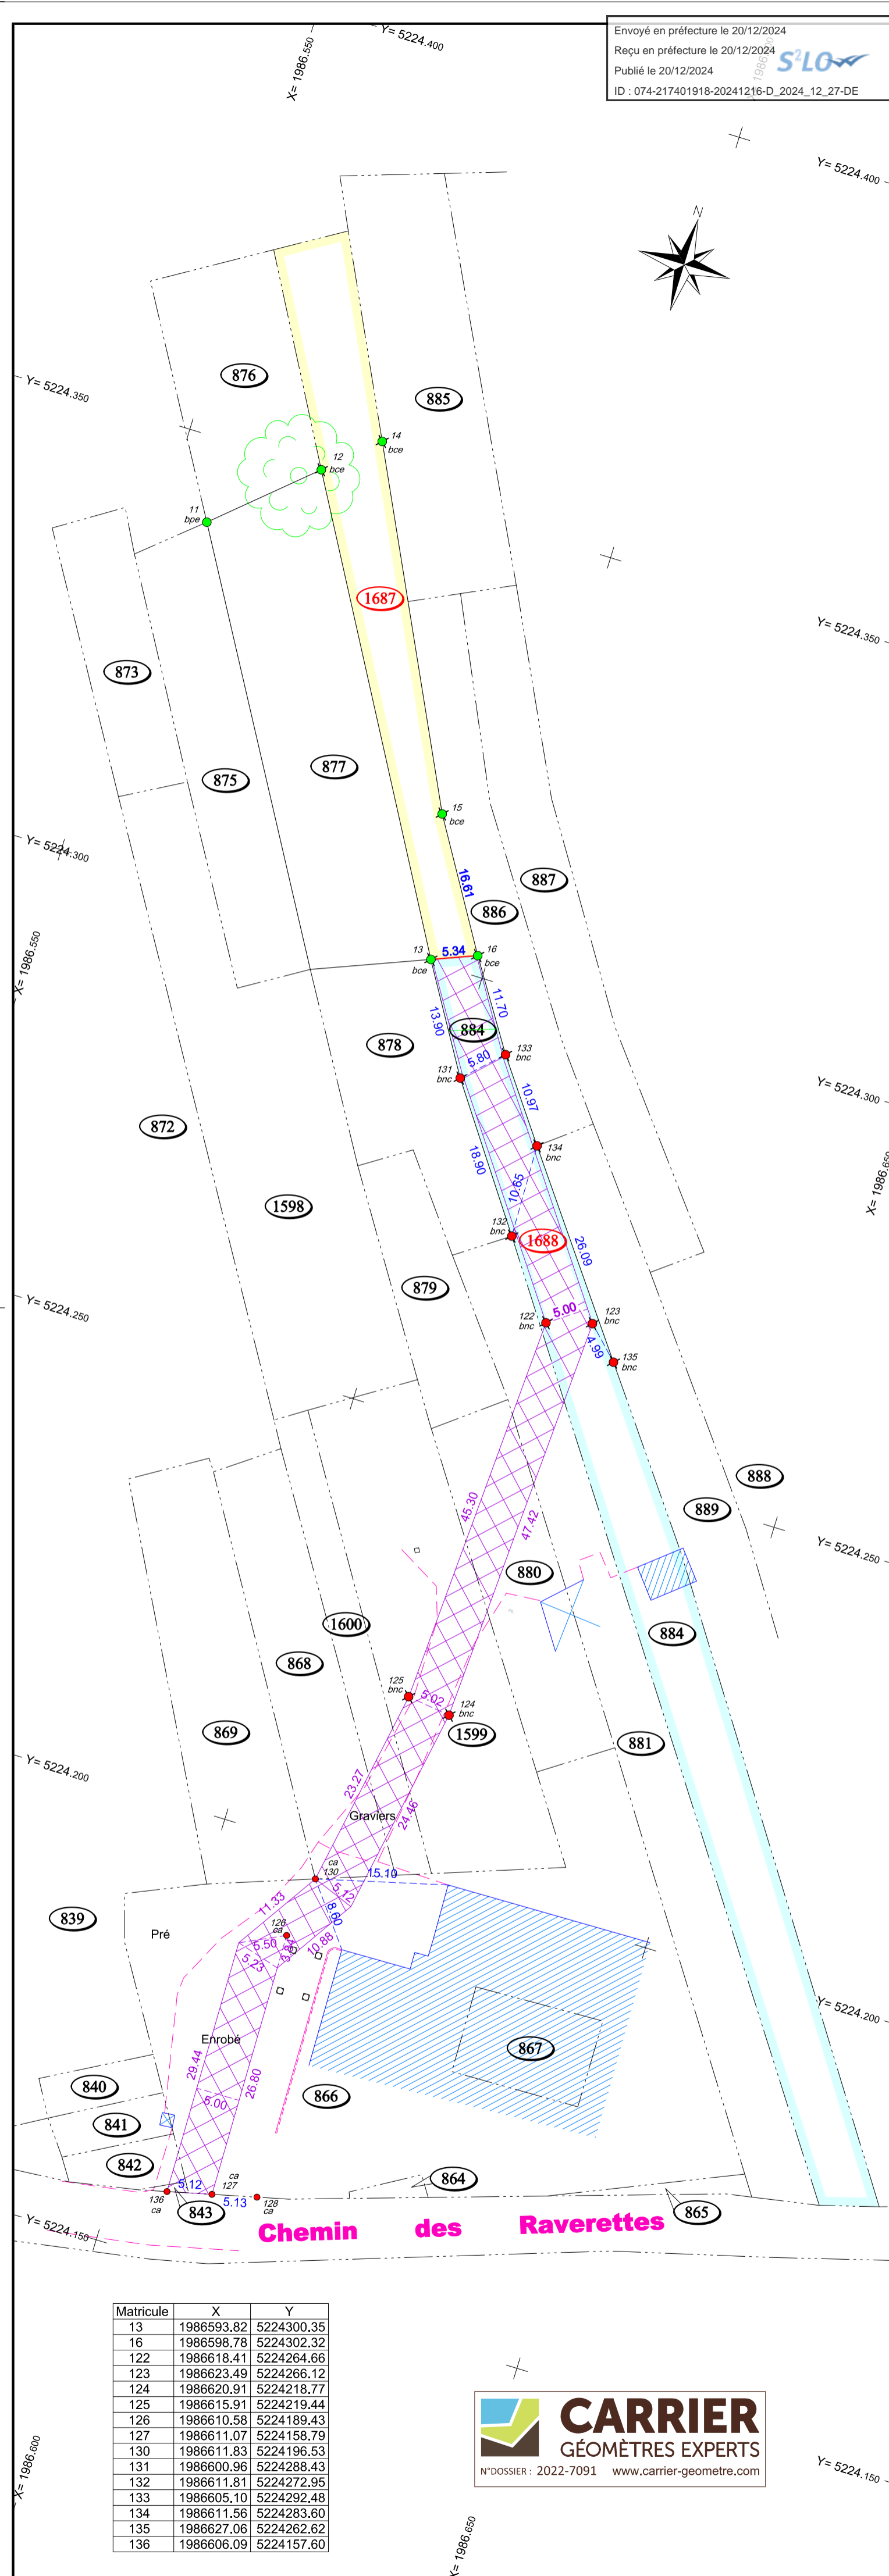 Envoyé en préfecture le 20/12/2024
Reçu en préfecture le 20/12/2024
Publié le 20/12/2024
S²LO
ID : 074-217401918-20241216-D_2024_12_27-DE
X= 1986.550
Y= 5224.400
Y= 5224.400
N
Y= 5224.350
876
885
14
bce
12
bce
11
bpe
1687
Y= 5224.350
873
877
875
15
bce
Y= 5224.300
16.61
887
886
13
bce
5.34
16
bce
X= 1986.550
11.70
13.90
884
878
5.80
133
bnc
131
bnc
Y= 5224.300
10.97
872
134
bnc
18.90
X= 1986.650
10.65
1598
132
bnc
1688
26.09
879
Y= 5224.250
5.00
122
bnc
123
bnc
4.99
135
bnc
888
889
45.30
47.42
Y= 5224.250
880
1600
884
868
125
bnc
5.02
124
bnc
869
1599
881
Y= 5224.200
23.27
Graviers
24.46
ca
130
15.10
5.12
11.33
8.60
839
126
ca
Pré
5.50
3.84
10.88
5.23
Y= 5224.200
Enrobé
867
29.44
26.80
840
866
5.00
841
842
ca
127
864
5.12
136
ca
5.13
128
ca
843
865
Y= 5224.150
Chemin des Raverettes
Matricule X Y
13 1986593.82 5224300.35
16 1986598.78 5224302.32
122 1986618.41 5224264.66
123 1986623.49 5224266.12
124 1986620.91 5224218.77
125 1986615.91 5224219.44
126 1986610.58 5224189.43
127 1986611.07 5224158.79
130 1986611.83 5224196.53
131 1986600.96 5224288.43
132 1986611.81 5224272.95
133 1986605.10 5224292.48
134 1986611.56 5224283.60
135 1986627.06 5224262.62
136 1986606.09 5224157.60
CARRIER
GÉOMÈTRES EXPERTS
N°DOSSIER : 2022-7091 www.carrier-geometre.com
X= 1986.600
Y= 5224.150
X= 1986.650